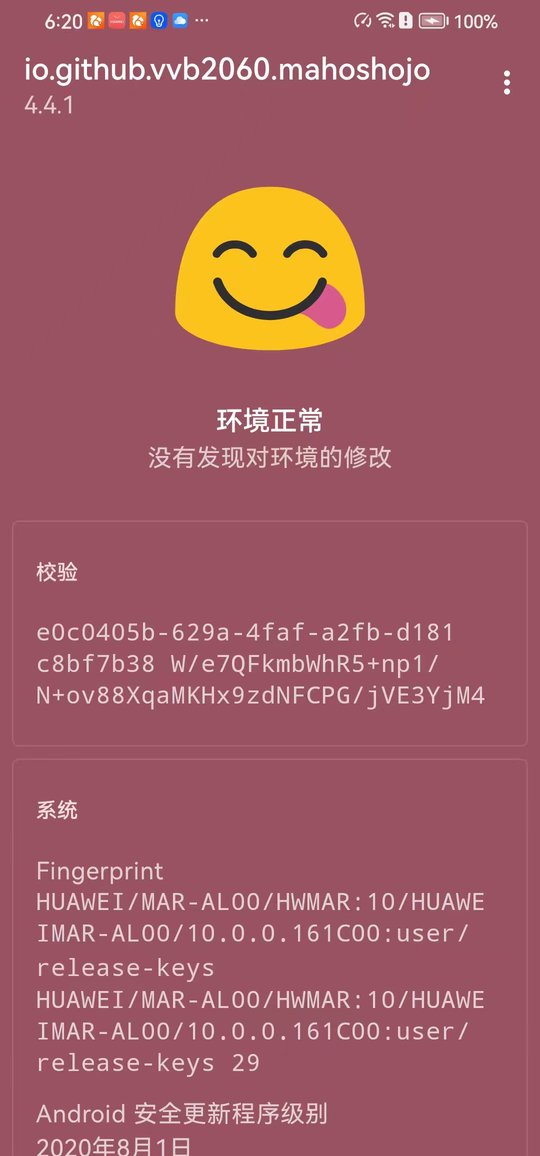 6:20 ··· 100%
io.github.vvb2060.mahoshojo
4.4.1
环境正常
没有发现对环境的修改
校验
e0c0405b-629a-4faf-a2fb-d181
c8bf7b38 W/e7QFkmbWhR5+np1/
N+ov88XqaMKHx9zdNFCPG/jVE3YjM4
系统
Fingerprint
HUAWEI/MAR-AL00/HWMAR:10/HUAWE
IMAR-AL00/10.0.0.161C00:user/
release-keys
HUAWEI/MAR-AL00/HWMAR:10/HUAWE
IMAR-AL00/10.0.0.161C00:user/
release-keys 29
Android 安全更新程序级别
2020年8月1日